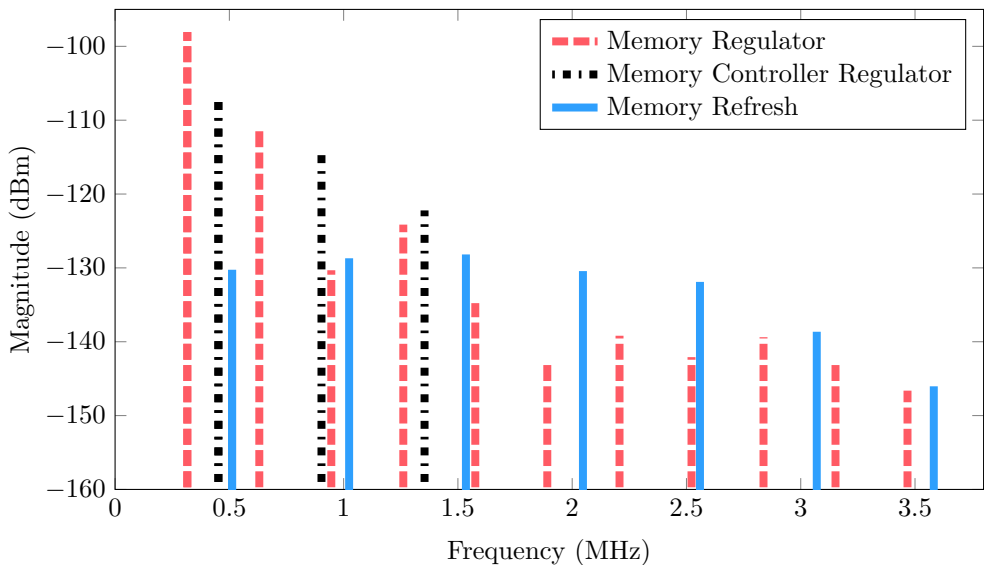 Memory Regulator
Memory Controller Regulator
Memory Refresh
Magnitude (dBm)
−100
−110
−120
−130
−140
−150
−160
0 0.5 1 1.5 2 2.5 3 3.5
Frequency (MHz)